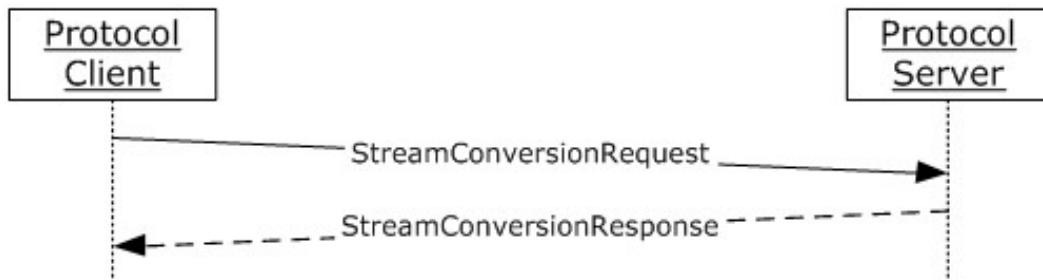 Protocol
Client
Protocol
Server
StreamConversionRequest
StreamConversionResponse